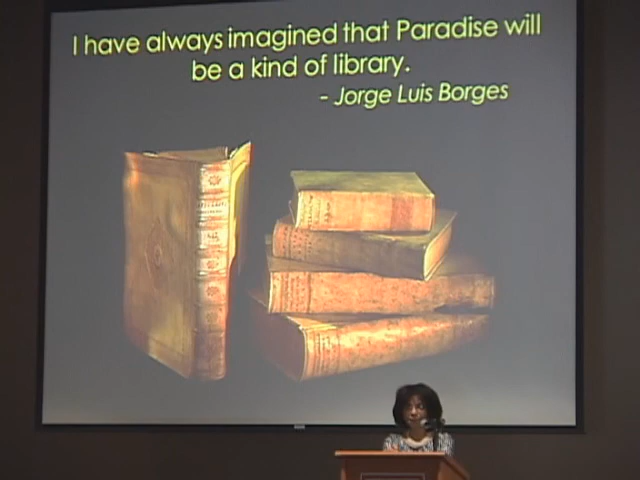 I have always imagined that Paradise will
be a kind of library.
- Jorge Luis Borges